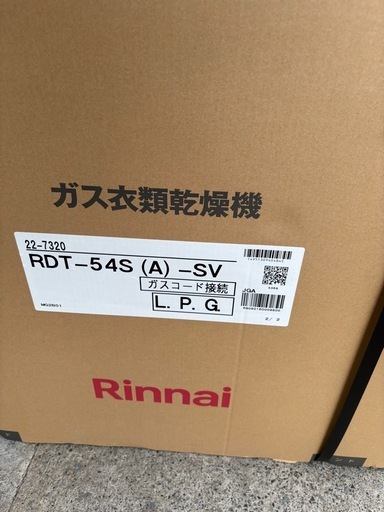 ガス衣類乾燥機
22-7320
RDT-54S (A) -SV
ガスコード接続
L. P. G.
JGA
2/2
Rinnai